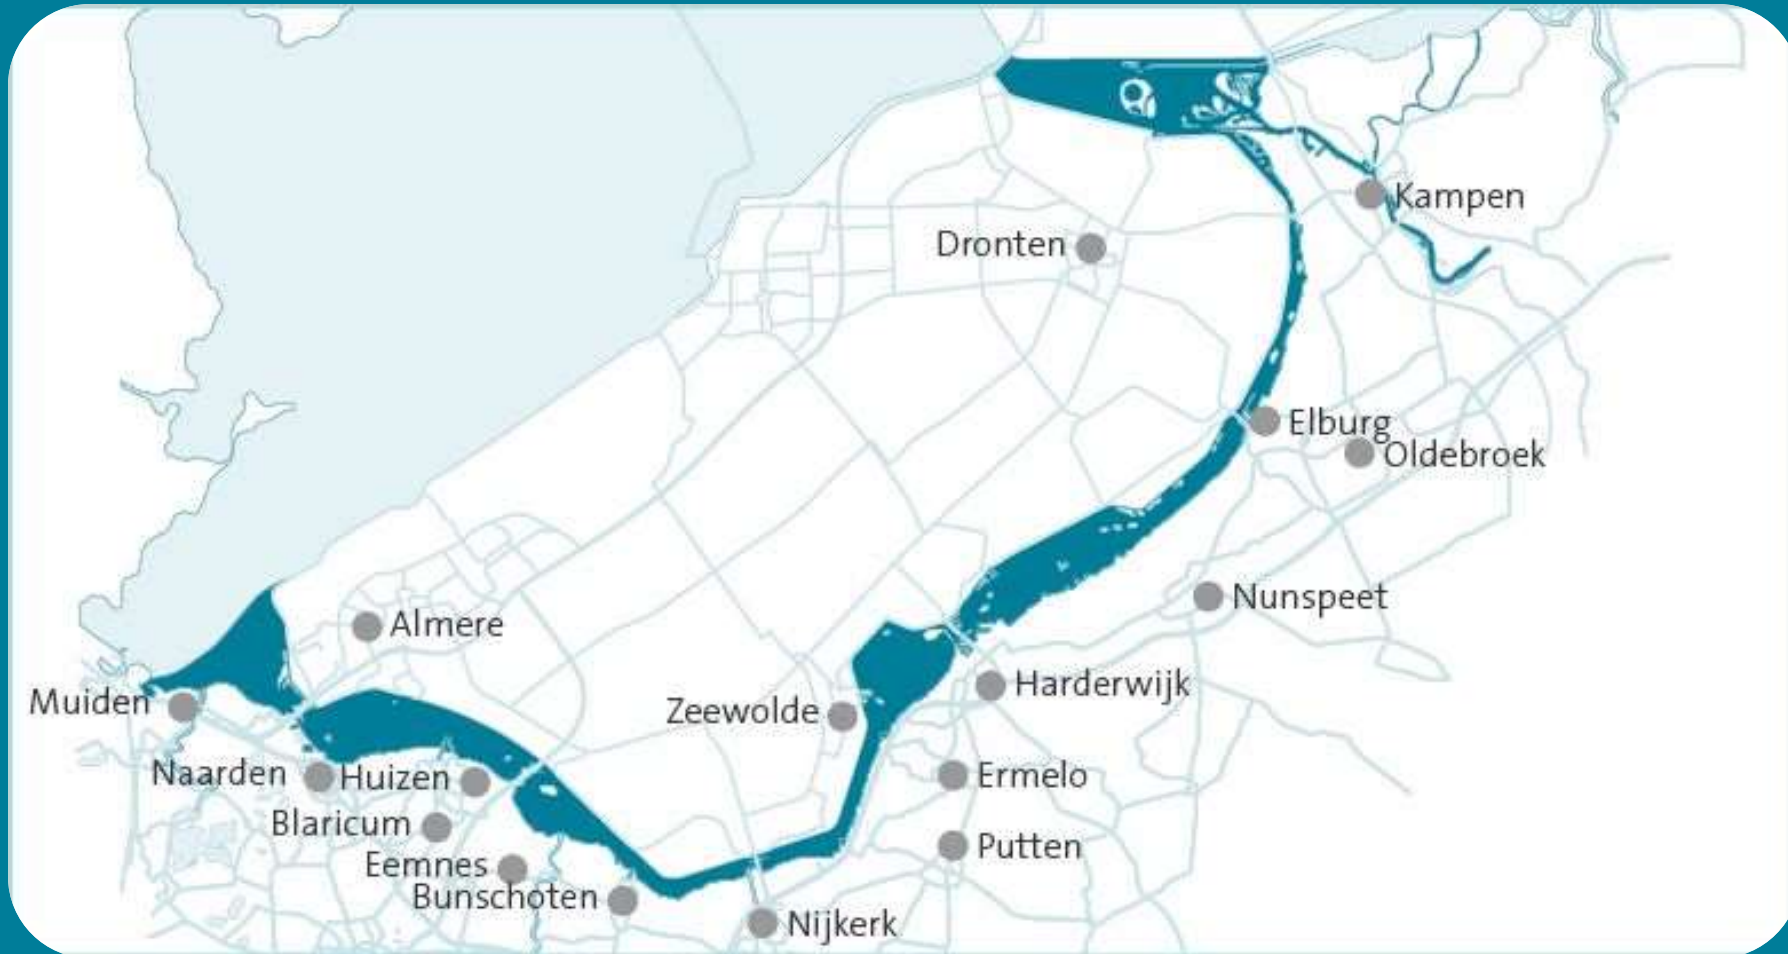 Kampen
Dronten
Elburg
Oldebroek
Nunspeet
Almere
Harderwijk
Muiden
Zeewolde
Naarden
Huizen
Ermelo
Blaricum
Putten
Eemnes
Bunschoten
Nijkerk